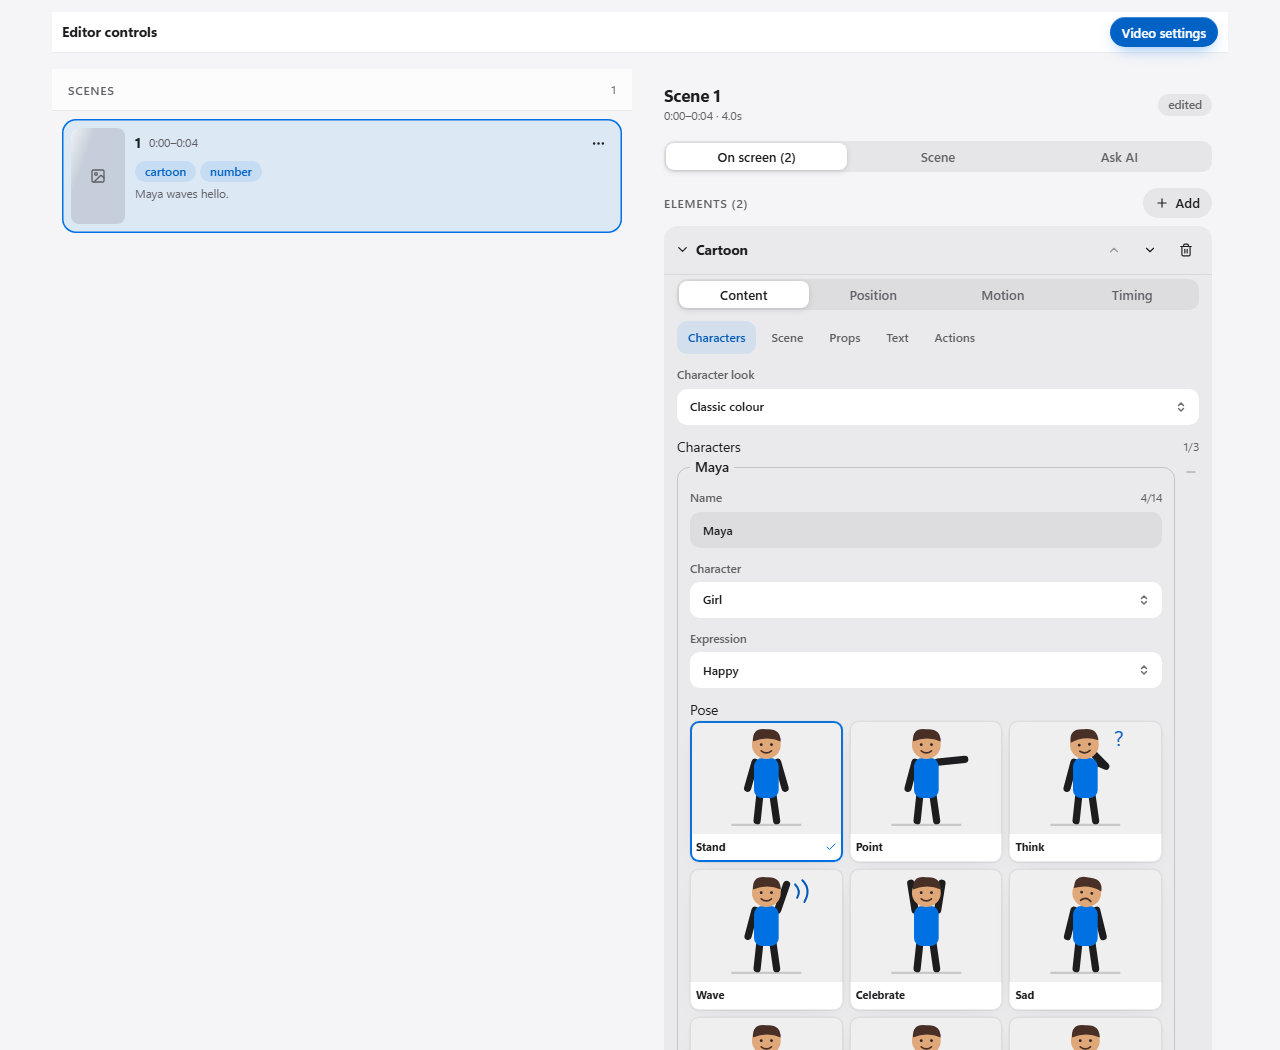 Editor controls
Video settings
SCENES
1
1 0:00–0:04
cartoon number
Maya waves hello.
Scene 1
0:00–0:04 · 4.0s
edited
On screen (2) Scene Ask AI
ELEMENTS (2)
Add
Cartoon
Content Position Motion Timing
Characters Scene Props Text Actions
Character look
Classic colour
Characters 1/3
Maya
Name 4/14
Maya
Character
Girl
Expression
Happy
Pose
?
Stand Point Think
Wave Celebrate Sad